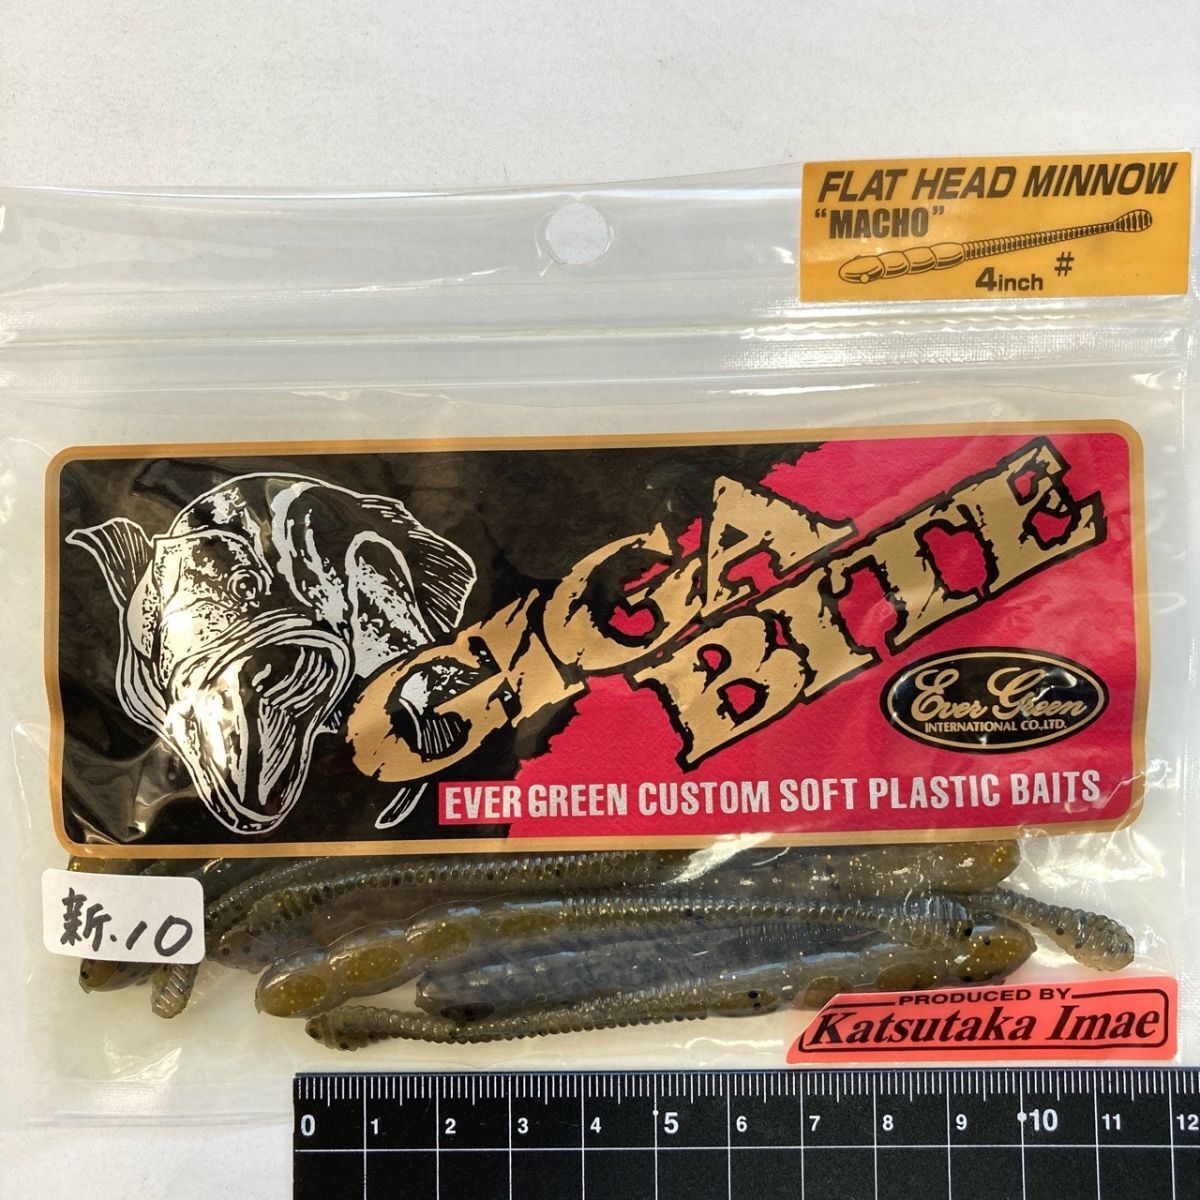 FLAT HEAD MINNOW
"MACHO"
4inch #
GIGA
BITE
Ever Green
INTERNATIONAL CO.,LTD.
EVER GREEN CUSTOM SOFT PLASTIC BAITS
新.10
PRODUCED BY
Katsutaka Imae
0 1 2 3 4 5 6 7 8 9 10 11 12